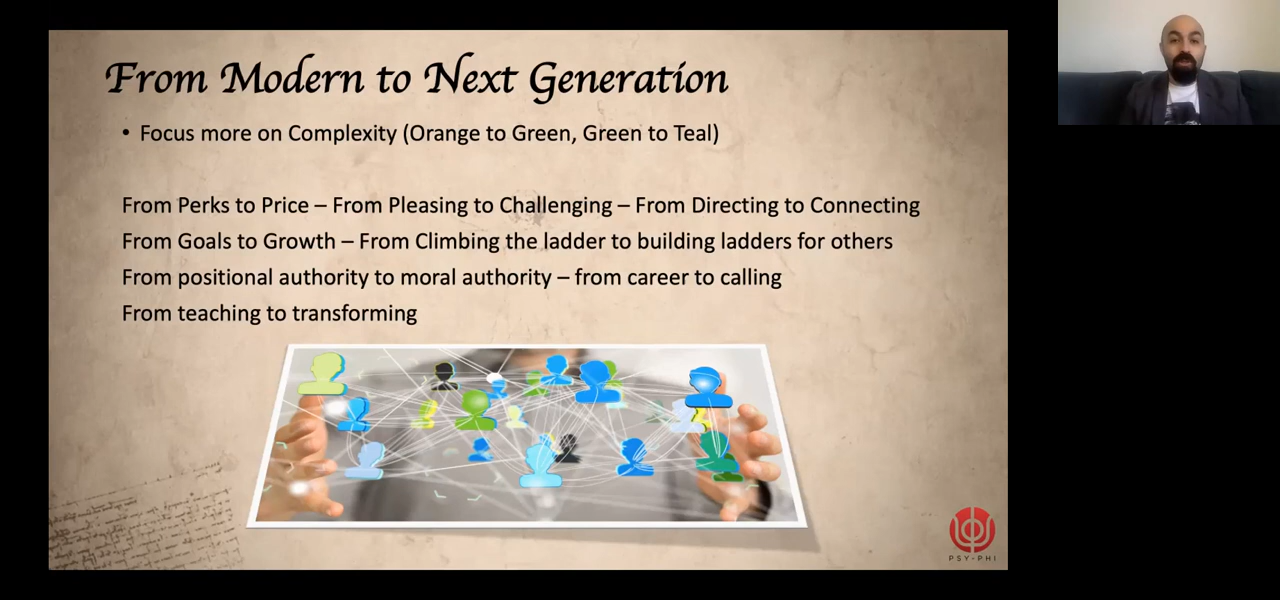 From Modern to Next Generation
• Focus more on Complexity (Orange to Green, Green to Teal)
From Perks to Price – From Pleasing to Challenging – From Directing to Connecting
From Goals to Growth – From Climbing the ladder to building ladders for others
From positional authority to moral authority – from career to calling
From teaching to transforming
PSY-PHI